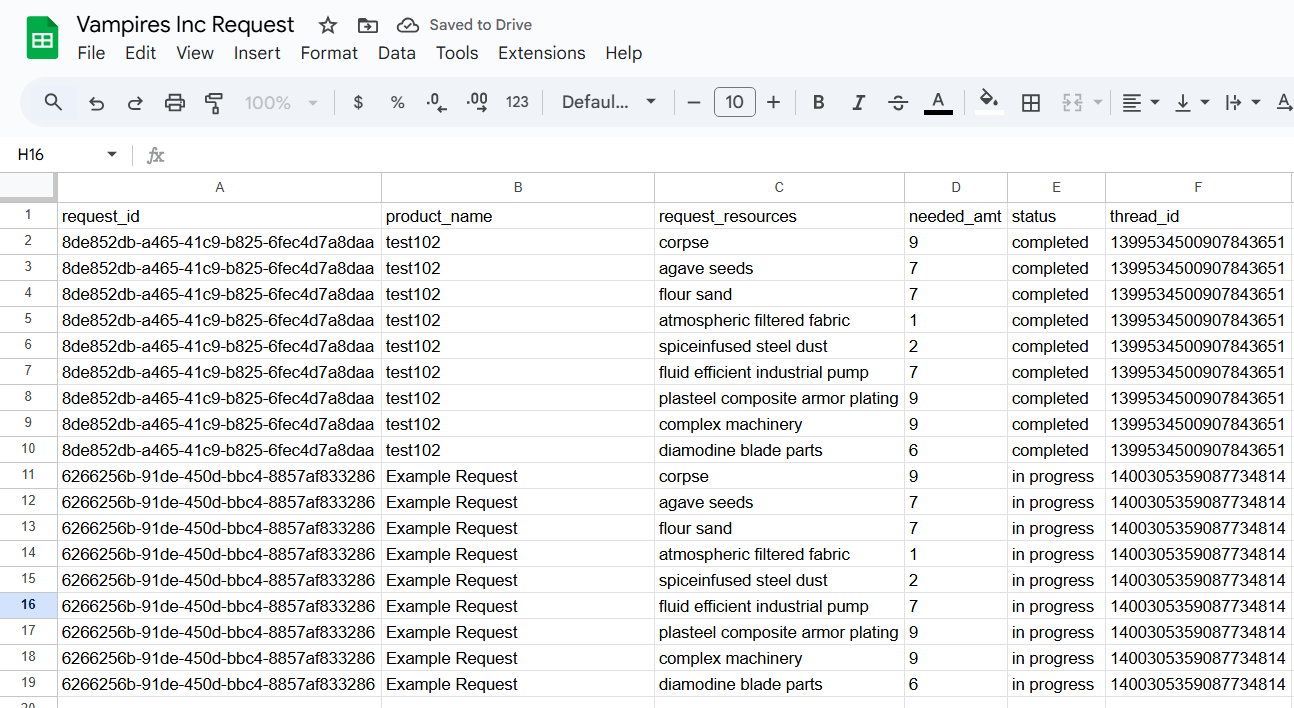 Vampires Inc Request Saved to Drive
File Edit View Insert Format Data Tools Extensions Help
100% $ % .0 .00 123 Defaul... 10 B I A A
H16 fx
A B C D E F
1 request_id product_name request_resources needed_amt status thread_id
2 8de852db-a465-41c9-b825-6fec4d7a8daa test102 corpse 9 completed 1399534500907843651
3 8de852db-a465-41c9-b825-6fec4d7a8daa test102 agave seeds 7 completed 1399534500907843651
4 8de852db-a465-41c9-b825-6fec4d7a8daa test102 flour sand 7 completed 1399534500907843651
5 8de852db-a465-41c9-b825-6fec4d7a8daa test102 atmospheric filtered fabric 1 completed 1399534500907843651
6 8de852db-a465-41c9-b825-6fec4d7a8daa test102 spiceinfused steel dust 2 completed 1399534500907843651
7 8de852db-a465-41c9-b825-6fec4d7a8daa test102 fluid efficient industrial pump 7 completed 1399534500907843651
8 8de852db-a465-41c9-b825-6fec4d7a8daa test102 plasteel composite armor plating 9 completed 1399534500907843651
9 8de852db-a465-41c9-b825-6fec4d7a8daa test102 complex machinery 9 completed 1399534500907843651
10 8de852db-a465-41c9-b825-6fec4d7a8daa test102 diamodine blade parts 6 completed 1399534500907843651
11 6266256b-91de-450d-bbc4-8857af833286 Example Request corpse 9 in progress 1400305359087734814
12 6266256b-91de-450d-bbc4-8857af833286 Example Request agave seeds 7 in progress 1400305359087734814
13 6266256b-91de-450d-bbc4-8857af833286 Example Request flour sand 7 in progress 1400305359087734814
14 6266256b-91de-450d-bbc4-8857af833286 Example Request atmospheric filtered fabric 1 in progress 1400305359087734814
15 6266256b-91de-450d-bbc4-8857af833286 Example Request spiceinfused steel dust 2 in progress 1400305359087734814
16 6266256b-91de-450d-bbc4-8857af833286 Example Request fluid efficient industrial pump 7 in progress 1400305359087734814
17 6266256b-91de-450d-bbc4-8857af833286 Example Request plasteel composite armor plating 9 in progress 1400305359087734814
18 6266256b-91de-450d-bbc4-8857af833286 Example Request complex machinery 9 in progress 1400305359087734814
19 6266256b-91de-450d-bbc4-8857af833286 Example Request diamodine blade parts 6 in progress 1400305359087734814
20